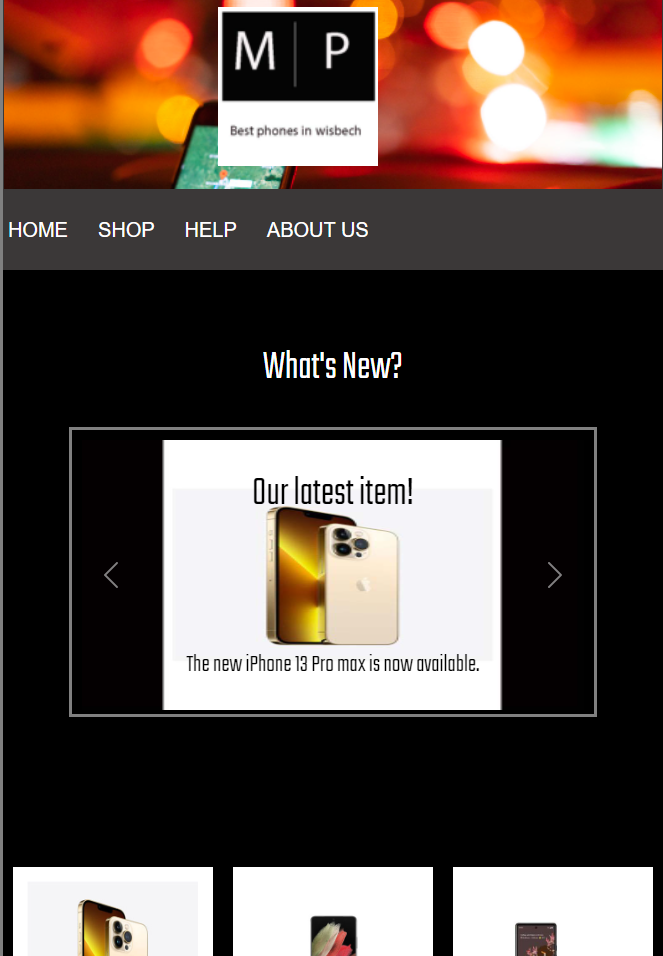 M | P
Best phones in wisbech
HOME SHOP HELP ABOUT US
What's New?
Our latest item!
The new iPhone 13 Pro max is now available.